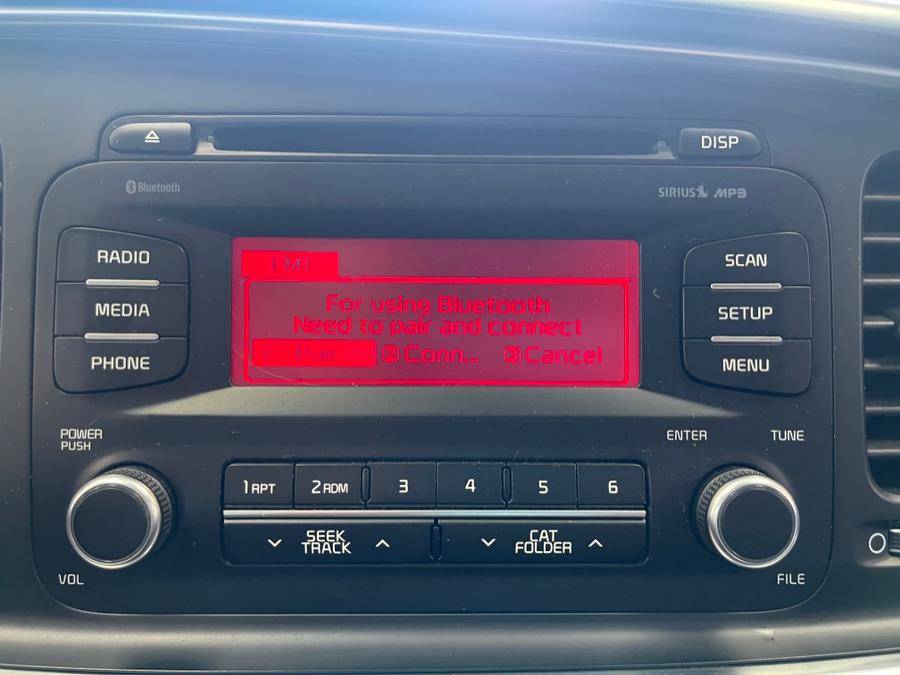 DISP
Bluetooth
SIRIUS MP3
RADIO
MEDIA
PHONE
SCAN
SETUP
MENU
FM1
For using Bluetooth
Need to pair and connect
2 Conn... 3 Cancel
POWER
PUSH
ENTER
TUNE
1 RPT
2 RDM
3
4
5
6
SEEK
TRACK
CAT
FOLDER
VOL
FILE